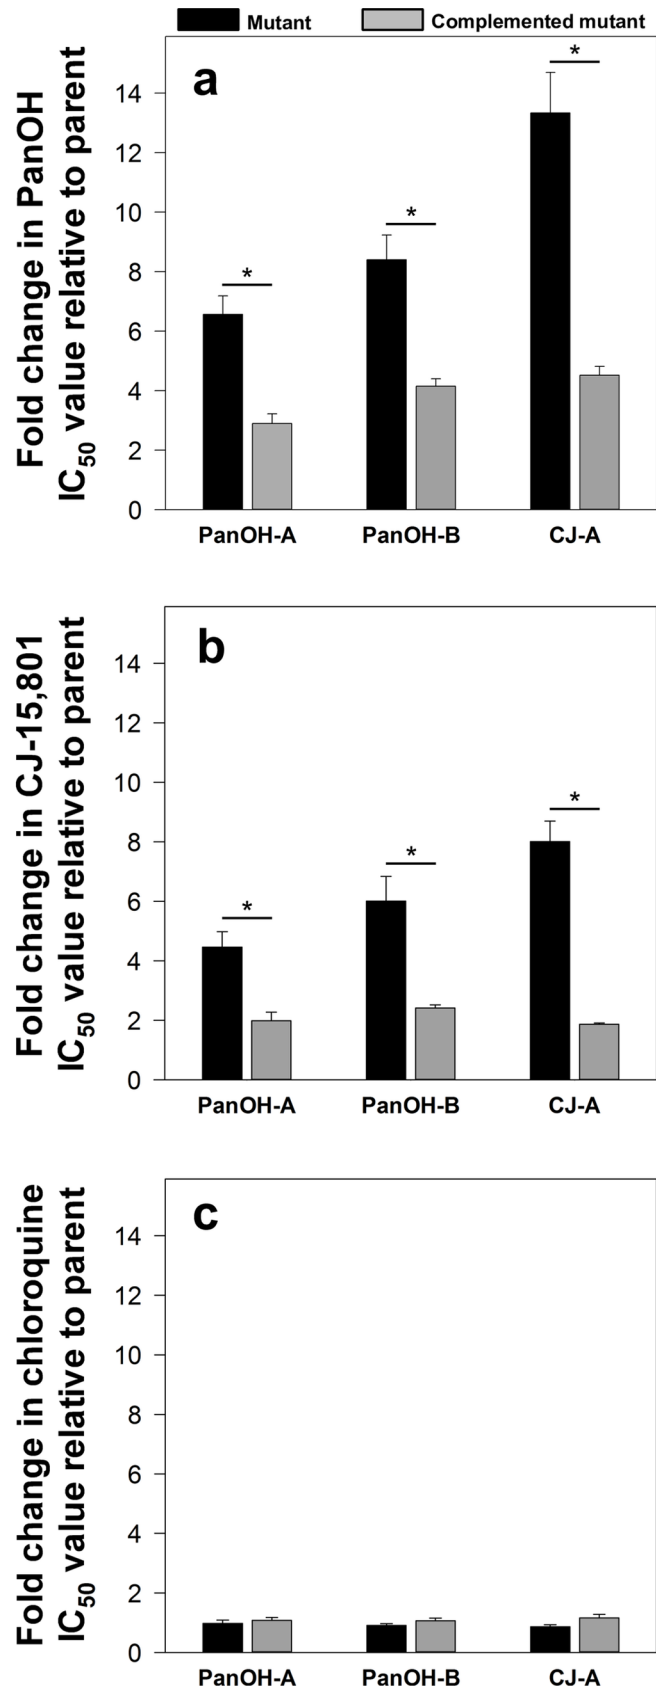 Mutant
Complemented mutant
a
Fold change in PanOH
IC50 value relative to parent
14
12
10
8
6
4
2
0
*
*
*
PanOH-A
PanOH-B
CJ-A
b
Fold change in CJ-15,801
IC50 value relative to parent
14
12
10
8
6
4
2
0
*
*
*
PanOH-A
PanOH-B
CJ-A
c
Fold change in chloroquine
IC50 value relative to parent
14
12
10
8
6
4
2
0
PanOH-A
PanOH-B
CJ-A